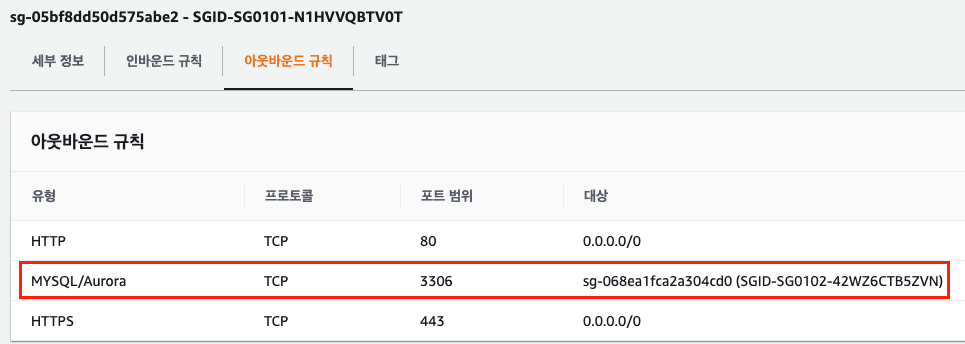 sg-05bf8dd50d575abe2 - SGID-SG0101-N1HVVQBTV0T
세부 정보 인바운드 규칙 아웃바운드 규칙 태그
아웃바운드 규칙
유형 프로토콜 포트 범위 대상
HTTP TCP 80 0.0.0.0/0
MYSQL/Aurora TCP 3306 sg-068ea1fca2a304cd0 (SGID-SG0102-42WZ6CTB5ZVN)
HTTPS TCP 443 0.0.0.0/0